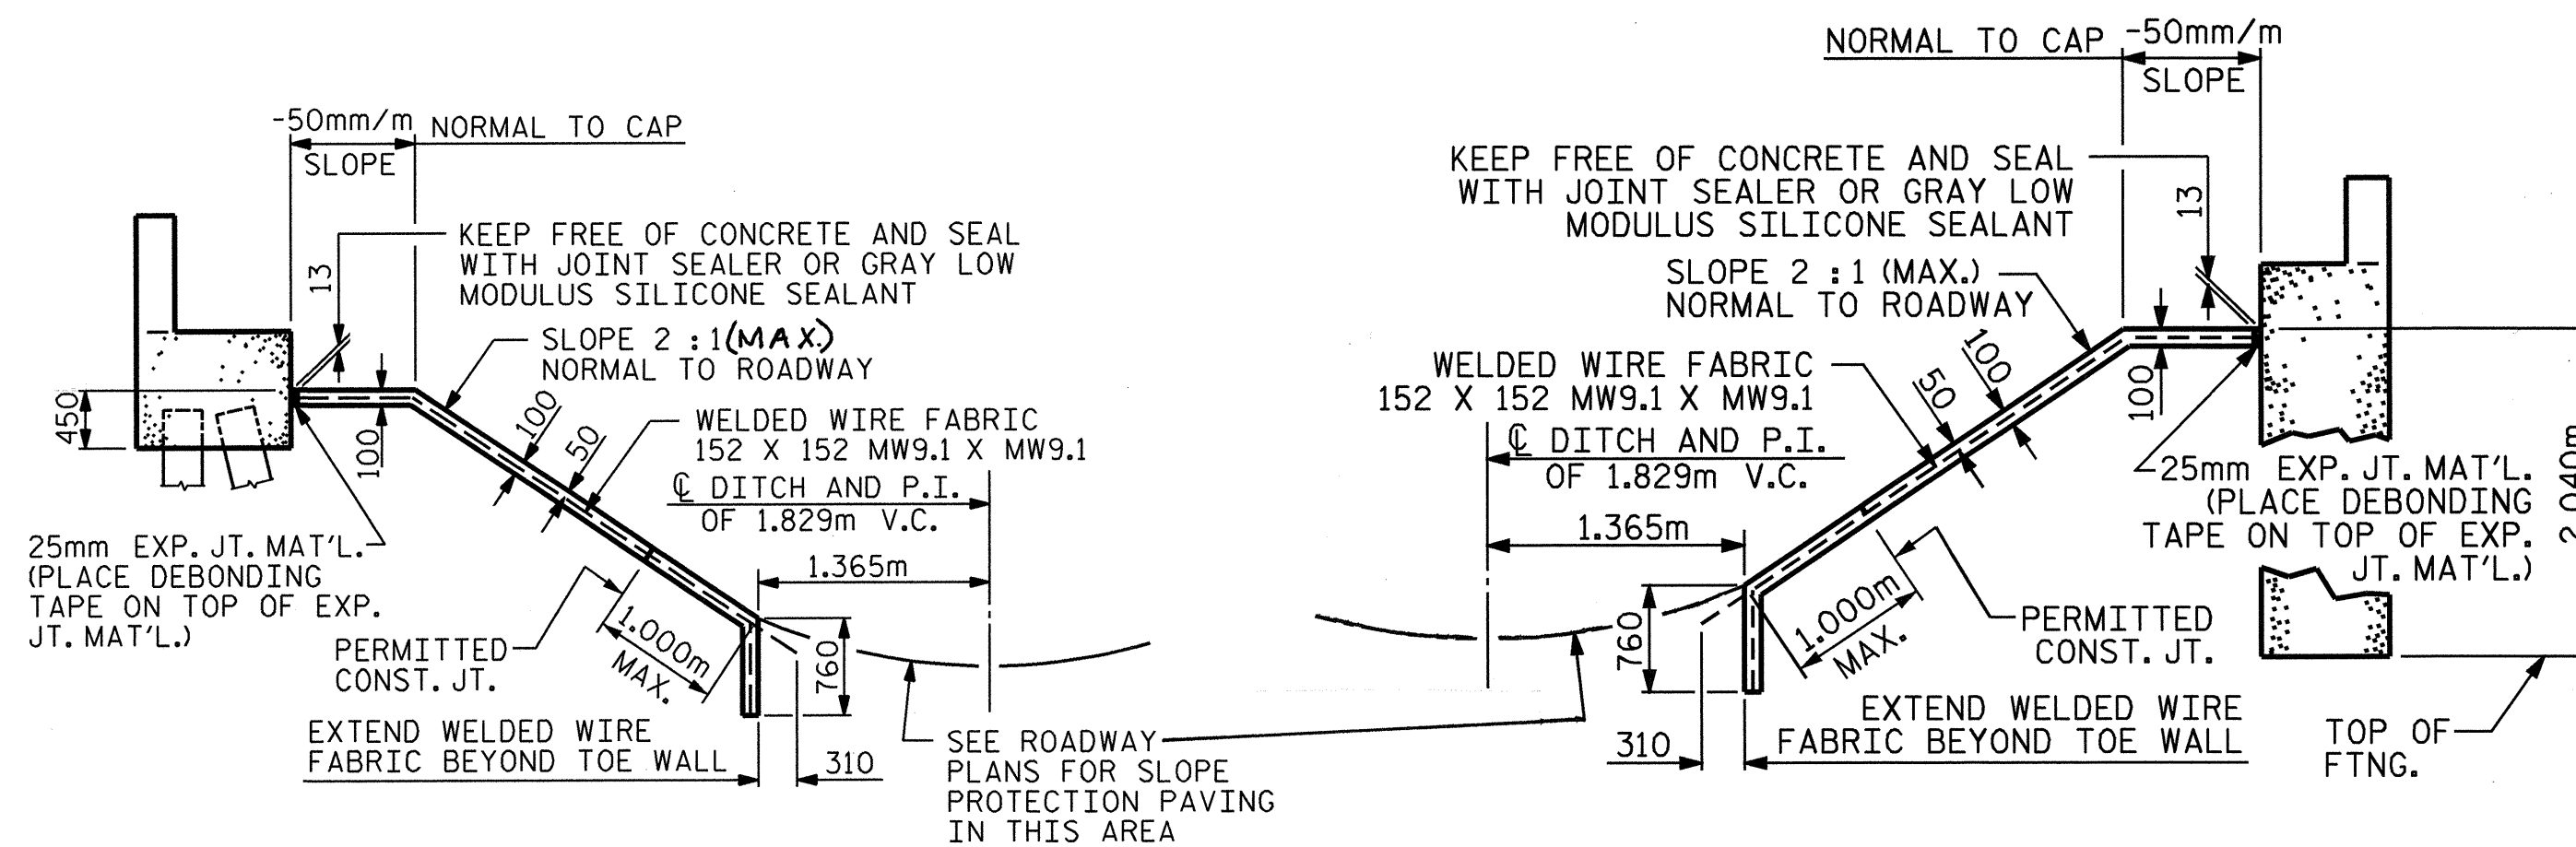 -50mm/m NORMAL TO CAP
SLOPE
KEEP FREE OF CONCRETE AND SEAL
WITH JOINT SEALER OR GRAY LOW
MODULUS SILICONE SEALANT
13
SLOPE 2 : 1 (MAX.)
NORMAL TO ROADWAY
450
100
100
50
WELDED WIRE FABRIC
152 X 152 MW9.1 X MW9.1
℄ DITCH AND P.I.
OF 1.829m V.C.
1.365m
25mm EXP. JT. MAT'L.
(PLACE DEBONDING
TAPE ON TOP OF EXP.
JT. MAT'L.)
PERMITTED
CONST. JT.
1.000m
MAX.
760
EXTEND WELDED WIRE
FABRIC BEYOND TOE WALL
310
SEE ROADWAY
PLANS FOR SLOPE
PROTECTION PAVING
IN THIS AREA
NORMAL TO CAP -50mm/m
SLOPE
KEEP FREE OF CONCRETE AND SEAL
WITH JOINT SEALER OR GRAY LOW
MODULUS SILICONE SEALANT
13
SLOPE 2 : 1 (MAX.)
NORMAL TO ROADWAY
100
50
100
WELDED WIRE FABRIC
152 X 152 MW9.1 X MW9.1
℄ DITCH AND P.I.
OF 1.829m V.C.
1.365m
25mm EXP. JT. MAT'L.
(PLACE DEBONDING
TAPE ON TOP OF EXP.
JT. MAT'L.)
2.040m
760
1.000m
MAX.
PERMITTED
CONST. JT.
EXTEND WELDED WIRE
FABRIC BEYOND TOE WALL
310
TOP OF
FTNG.